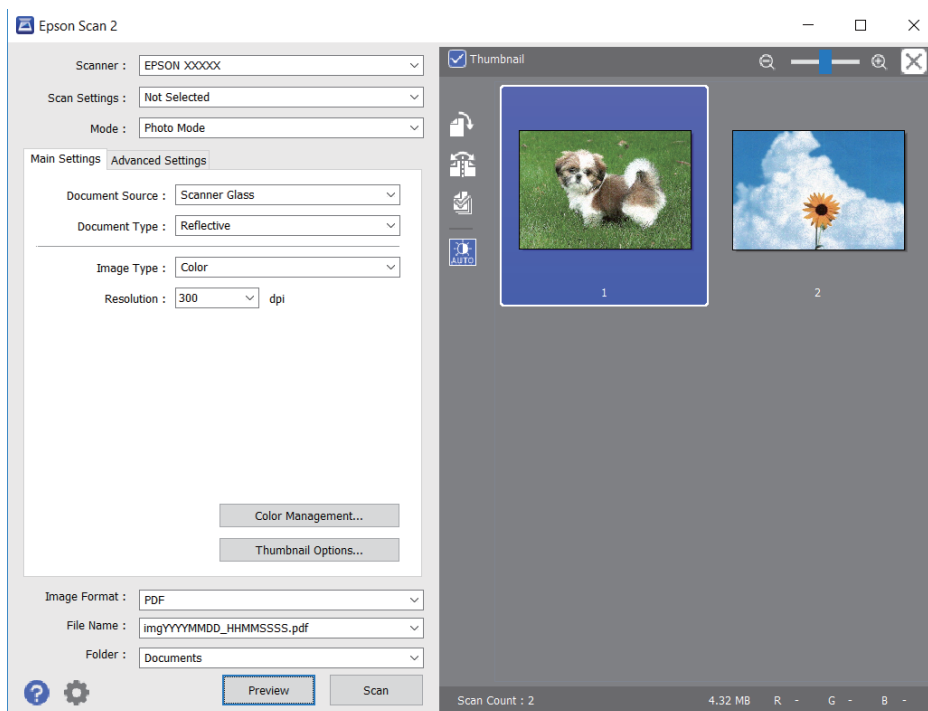 Epson Scan 2
Scanner : EPSON XXXXX
Scan Settings : Not Selected
Mode : Photo Mode
Main Settings Advanced Settings
Document Source : Scanner Glass
Document Type : Reflective
Image Type : Color
Resolution : 300 dpi
Color Management...
Thumbnail Options...
Image Format : PDF
File Name : imgYYYYMMDD_HHMMSSSS.pdf
Folder : Documents
Preview Scan
Thumbnail
AUTO
1 2
Scan Count : 2 4.32 MB R - G - B -